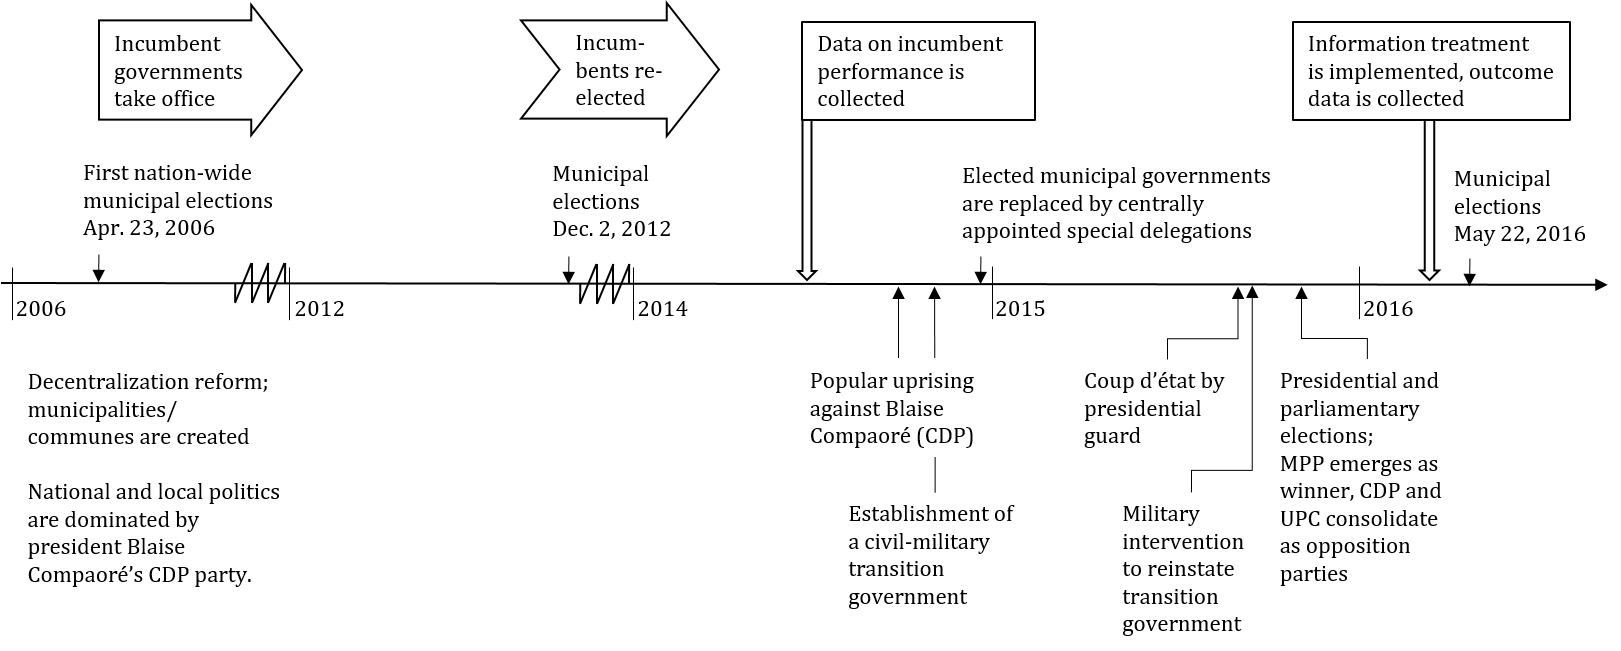 Incumbent
governments
take office
Incum-
bents re-
elected
Data on incumbent
performance is
collected
Information treatment
is implemented, outcome
data is collected
First nation-wide
municipal elections
Apr. 23, 2006
Municipal
elections
Dec. 2, 2012
Elected municipal governments
are replaced by centrally
appointed special delegations
Municipal
elections
May 22, 2016
2006
2012
2014
2015
2016
Decentralization reform;
municipalities/
communes are created
National and local politics
are dominated by
president Blaise
Compaoré’s CDP party.
Popular uprising
against Blaise
Compaoré (CDP)
Establishment of
a civil-military
transition
government
Coup d’état by
presidential
guard
Military
intervention
to reinstate
transition
government
Presidential and
parliamentary
elections;
MPP emerges as
winner, CDP and
UPC consolidate
as opposition
parties